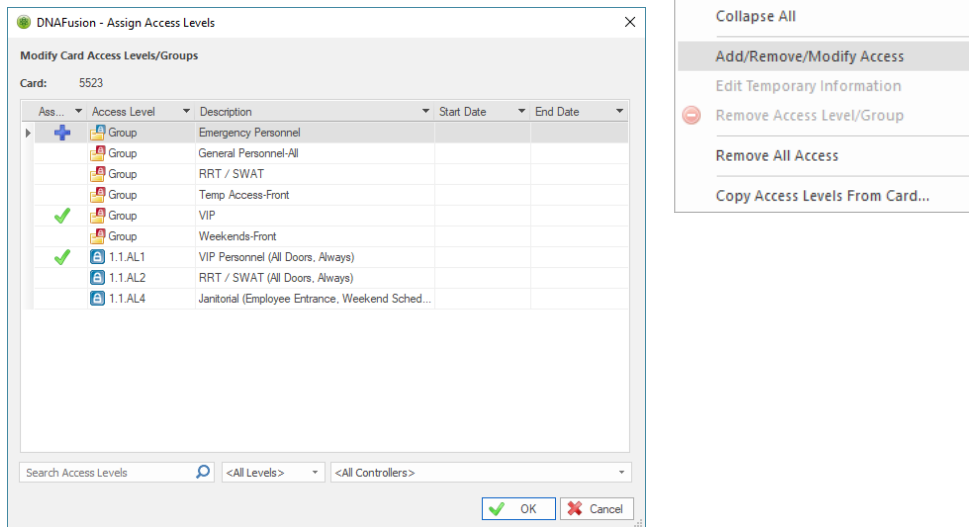 DNAFusion - Assign Access Levels
Modify Card Access Levels/Groups
Card: 5523
Ass... Access Level Description Start Date End Date
Group Emergency Personnel
Group General Personnel-All
Group RRT / SWAT
Group Temp Access-Front
Group VIP
Group Weekends-Front
1.1.AL1 VIP Personnel (All Doors, Always)
1.1.AL2 RRT / SWAT (All Doors, Always)
1.1.AL4 Janitorial (Employee Entrance, Weekend Sched...
Search Access Levels <All Levels> <All Controllers>
OK Cancel
Collapse All
Add/Remove/Modify Access
Edit Temporary Information
Remove Access Level/Group
Remove All Access
Copy Access Levels From Card...